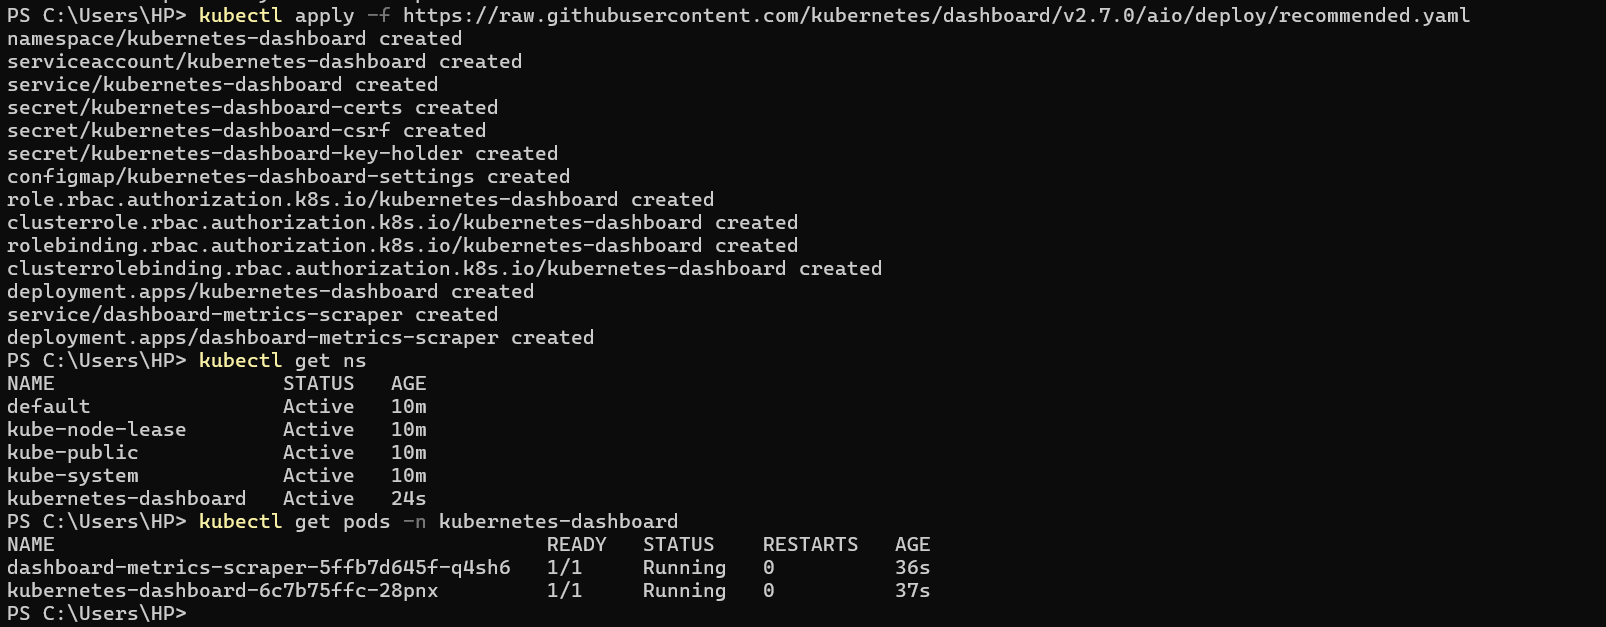 PS C:\Users\HP> kubectl apply -f https://raw.githubusercontent.com/kubernetes/dashboard/v2.7.0/aio/deploy/recommended.yaml
namespace/kubernetes-dashboard created
serviceaccount/kubernetes-dashboard created
service/kubernetes-dashboard created
secret/kubernetes-dashboard-certs created
secret/kubernetes-dashboard-csrf created
secret/kubernetes-dashboard-key-holder created
configmap/kubernetes-dashboard-settings created
role.rbac.authorization.k8s.io/kubernetes-dashboard created
clusterrole.rbac.authorization.k8s.io/kubernetes-dashboard created
rolebinding.rbac.authorization.k8s.io/kubernetes-dashboard created
clusterrolebinding.rbac.authorization.k8s.io/kubernetes-dashboard created
deployment.apps/kubernetes-dashboard created
service/dashboard-metrics-scraper created
deployment.apps/dashboard-metrics-scraper created
PS C:\Users\HP> kubectl get ns
NAME                   STATUS   AGE
default                Active   10m
kube-node-lease        Active   10m
kube-public            Active   10m
kube-system            Active   10m
kubernetes-dashboard   Active   24s
PS C:\Users\HP> kubectl get pods -n kubernetes-dashboard
NAME                                         READY   STATUS    RESTARTS   AGE
dashboard-metrics-scraper-5ffb7d645f-q4sh6   1/1     Running   0          36s
kubernetes-dashboard-6c7b75ffc-28pnx         1/1     Running   0          37s
PS C:\Users\HP>